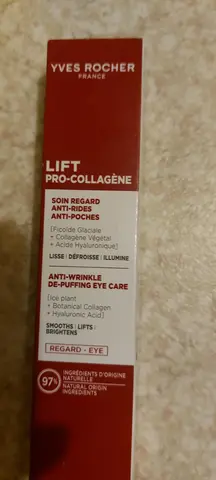 YVES ROCHER
FRANCE
LIFT
PRO-COLLAGÈNE
SOIN REGARD
ANTI-RIDES
ANTI-POCHES
[Ficoïde Glaciale
+ Collagène Végétal
+ Acide Hyaluronique]
LISSE | DÉFROISSE | ILLUMINE
ANTI-WRINKLE
DE-PUFFING EYE CARE
[Ice plant
+ Botanical Collagen
+ Hyaluronic Acid]
SMOOTHS | LIFTS |
BRIGHTENS
REGARD - EYE
97%
INGRÉDIENTS D'ORIGINE
NATURELLE
NATURAL ORIGIN
INGREDIENTS